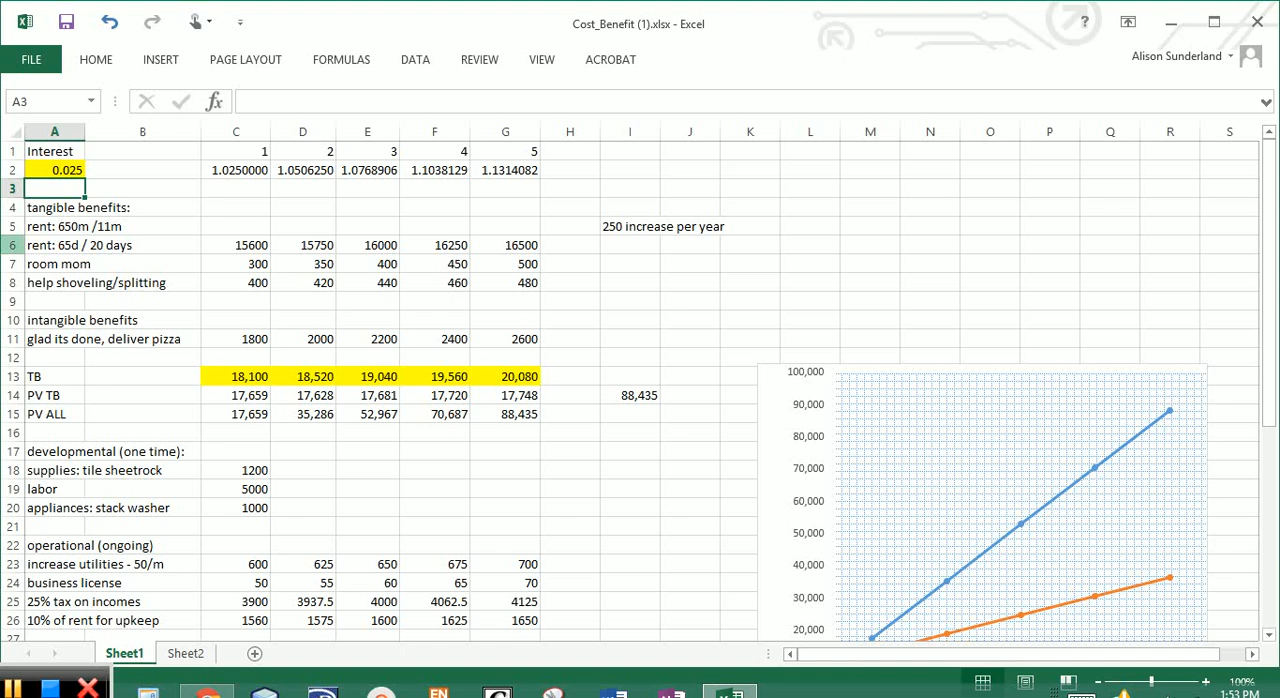 Cost_Benefit (1).xlsx - Excel
?
FILE HOME INSERT PAGE LAYOUT FORMULAS DATA REVIEW VIEW ACROBAT Alison Sunderland
A3 fx
A B C D E F G H I J K L M N O P Q R S
1 Interest 1 2 3 4 5
2 0.025 1.0250000 1.0506250 1.0768906 1.1038129 1.1314082
3
4 tangible benefits:
5 rent: 650m /11m 250 increase per year
6 rent: 65d / 20 days 15600 15750 16000 16250 16500
7 room mom 300 350 400 450 500
8 help shoveling/splitting 400 420 440 460 480
9
10 intangible benefits
11 glad its done, deliver pizza 1800 2000 2200 2400 2600
12
13 TB 18,100 18,520 19,040 19,560 20,080
14 PV TB 17,659 17,628 17,681 17,720 17,748 88,435
15 PV ALL 17,659 35,286 52,967 70,687 88,435
16
17 developmental (one time):
18 supplies: tile sheetrock 1200
19 labor 5000
20 appliances: stack washer 1000
21
22 operational (ongoing)
23 increase utilities - 50/m 600 625 650 675 700
24 business license 50 55 60 65 70
25 25% tax on incomes 3900 3937.5 4000 4062.5 4125
26 10% of rent for upkeep 1560 1575 1600 1625 1650
27
100,000
90,000
80,000
70,000
60,000
50,000
40,000
30,000
20,000
Sheet1 Sheet2
100%
EN
1:53 PM